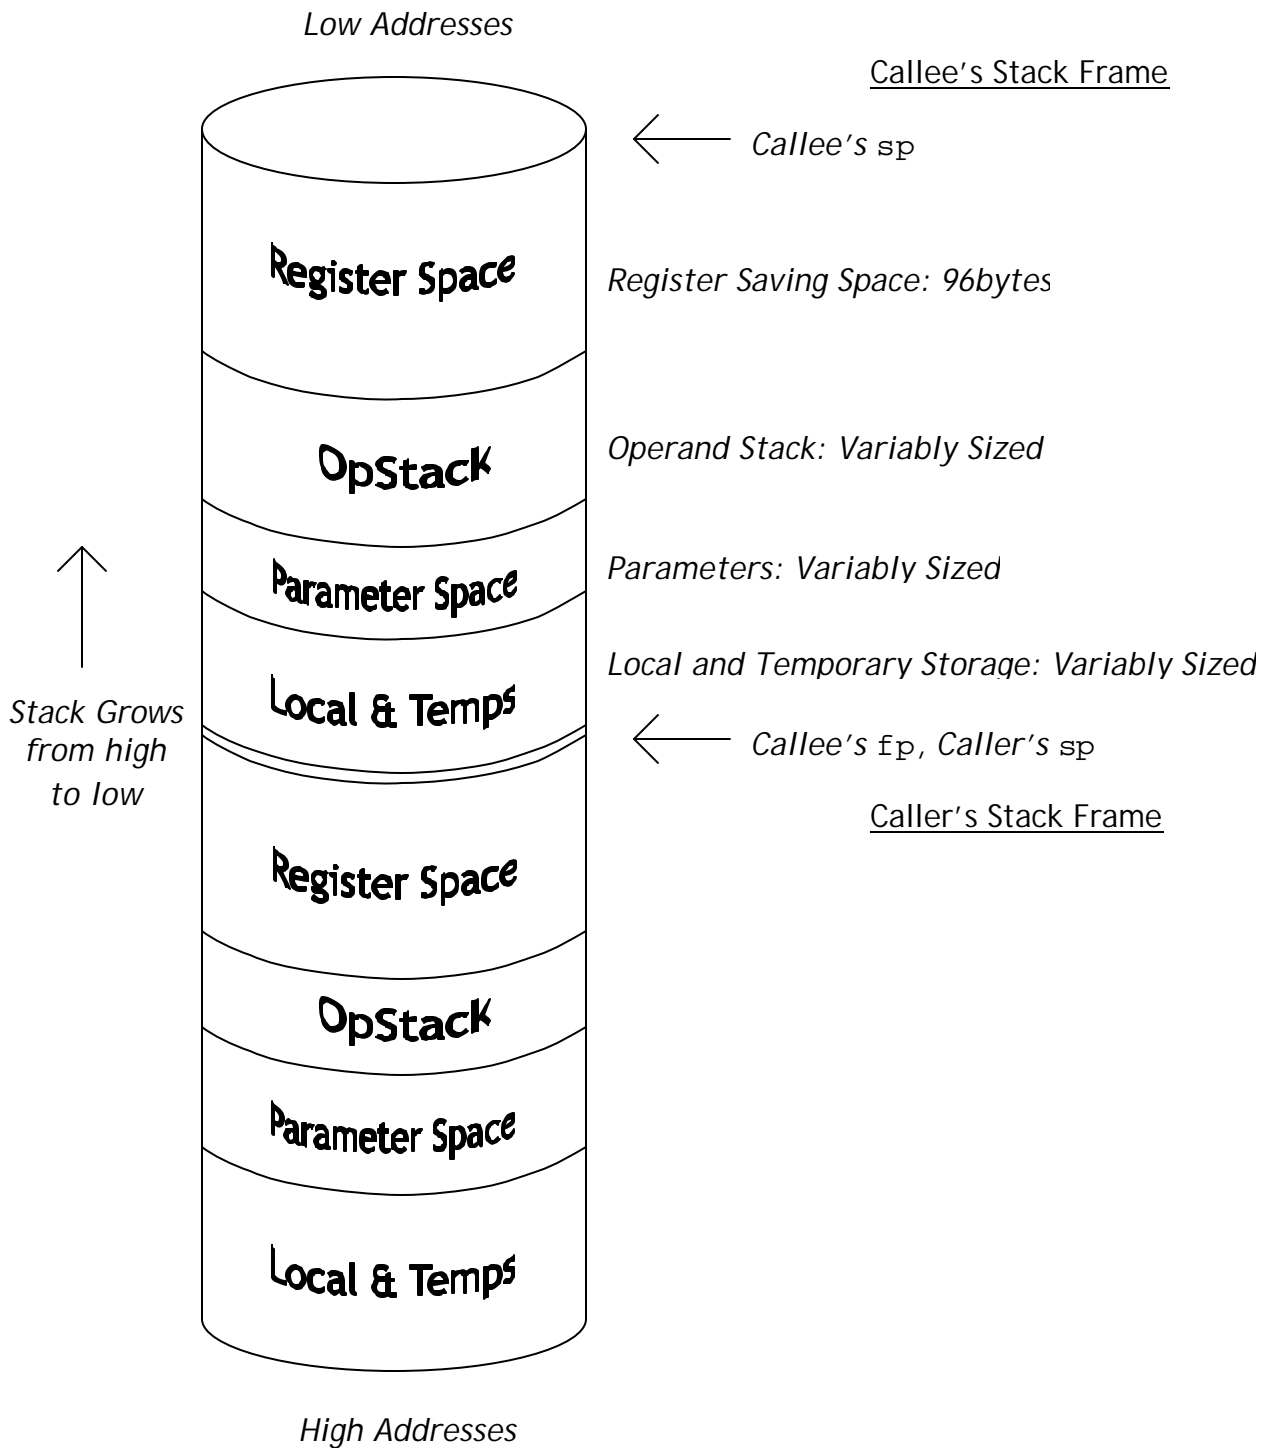 Low Addresses
Callee's Stack Frame
Callee's sp
Register Space
Register Saving Space: 96bytes
OpStack
Operand Stack: Variably Sized
Parameter Space
Parameters: Variably Sized
Local & Temps
Local and Temporary Storage: Variably Sized
Stack Grows
from high
to low
Callee's fp, Caller's sp
Caller's Stack Frame
Register Space
OpStack
Parameter Space
Local & Temps
High Addresses